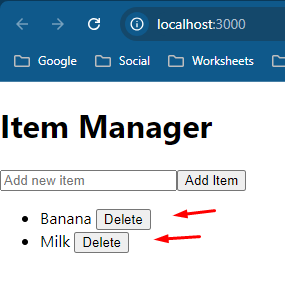 localhost:3000
Google Social Worksheets
Item Manager
Add new item Add Item
Banana Delete
Milk Delete